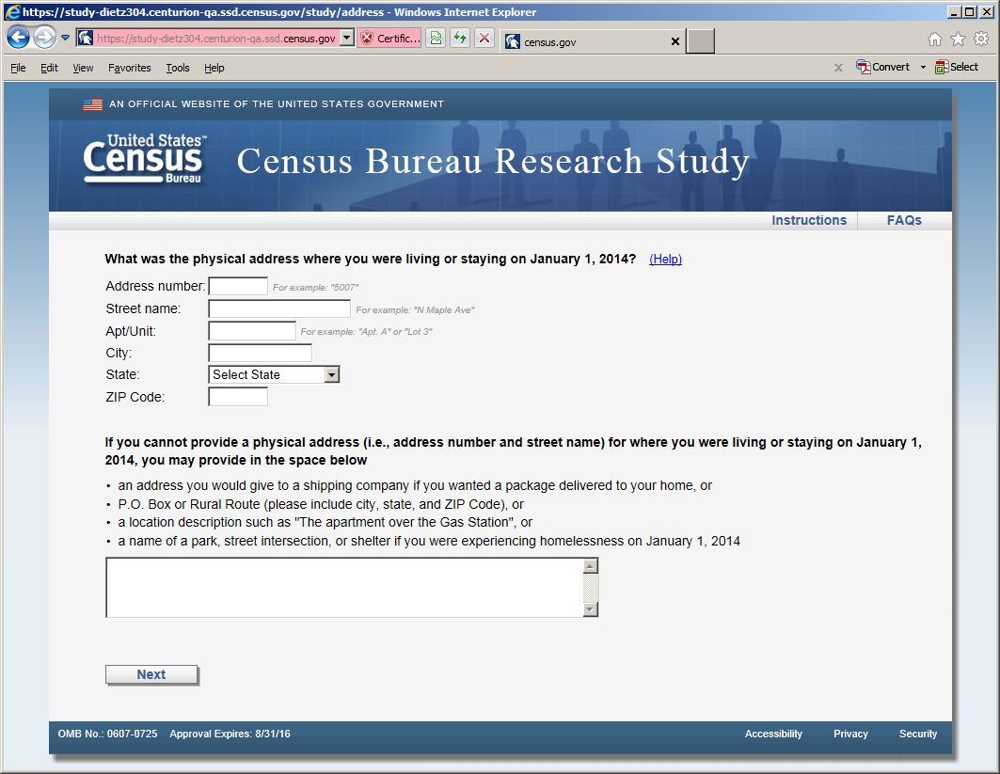 https://study-dietz304.centurion-qa.ssd.census.gov/study/address - Windows Internet Explorer
https://study-dietz304.centurion-qa.ssd.census.gov
Certific...
census.gov
File Edit View Favorites Tools Help
x Convert Select
AN OFFICIAL WEBSITE OF THE UNITED STATES GOVERNMENT
United States™
Census
Bureau
Census Bureau Research Study
Instructions FAQs
What was the physical address where you were living or staying on January 1, 2014? (Help)
Address number: For example: "5007"
Street name: For example: "N Maple Ave"
Apt/Unit: For example: "Apt. A" or "Lot 3"
City:
State: Select State
ZIP Code:
If you cannot provide a physical address (i.e., address number and street name) for where you were living or staying on January 1,
2014, you may provide in the space below
• an address you would give to a shipping company if you wanted a package delivered to your home, or
• P.O. Box or Rural Route (please include city, state, and ZIP Code), or
• a location description such as "The apartment over the Gas Station", or
• a name of a park, street intersection, or shelter if you were experiencing homelessness on January 1, 2014
Next
OMB No.: 0607-0725 Approval Expires: 8/31/16 Accessibility Privacy Security